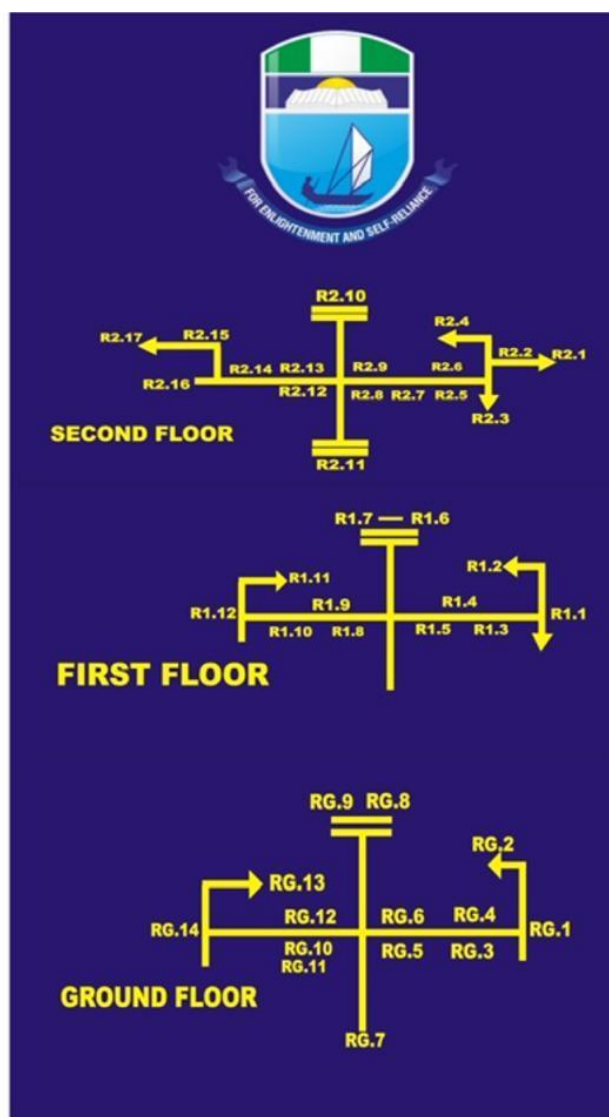 FOR ENLIGHTENMENT AND SELF-RELIANCE
R2.10
R2.17 R2.15 R2.4
R2.2 R2.1
R2.14 R2.13 R2.9 R2.6
R2.16 R2.12 R2.8 R2.7 R2.5
R2.3
SECOND FLOOR
R2.11
R1.7 — R1.6
R1.11 R1.2
R1.12 R1.9 R1.4 R1.1
R1.10 R1.8 R1.5 R1.3
FIRST FLOOR
RG.9 RG.8
RG.2
RG.13
RG.12 RG.6 RG.4
RG.14 RG.1
RG.10 RG.5 RG.3
RG.11
GROUND FLOOR
RG.7